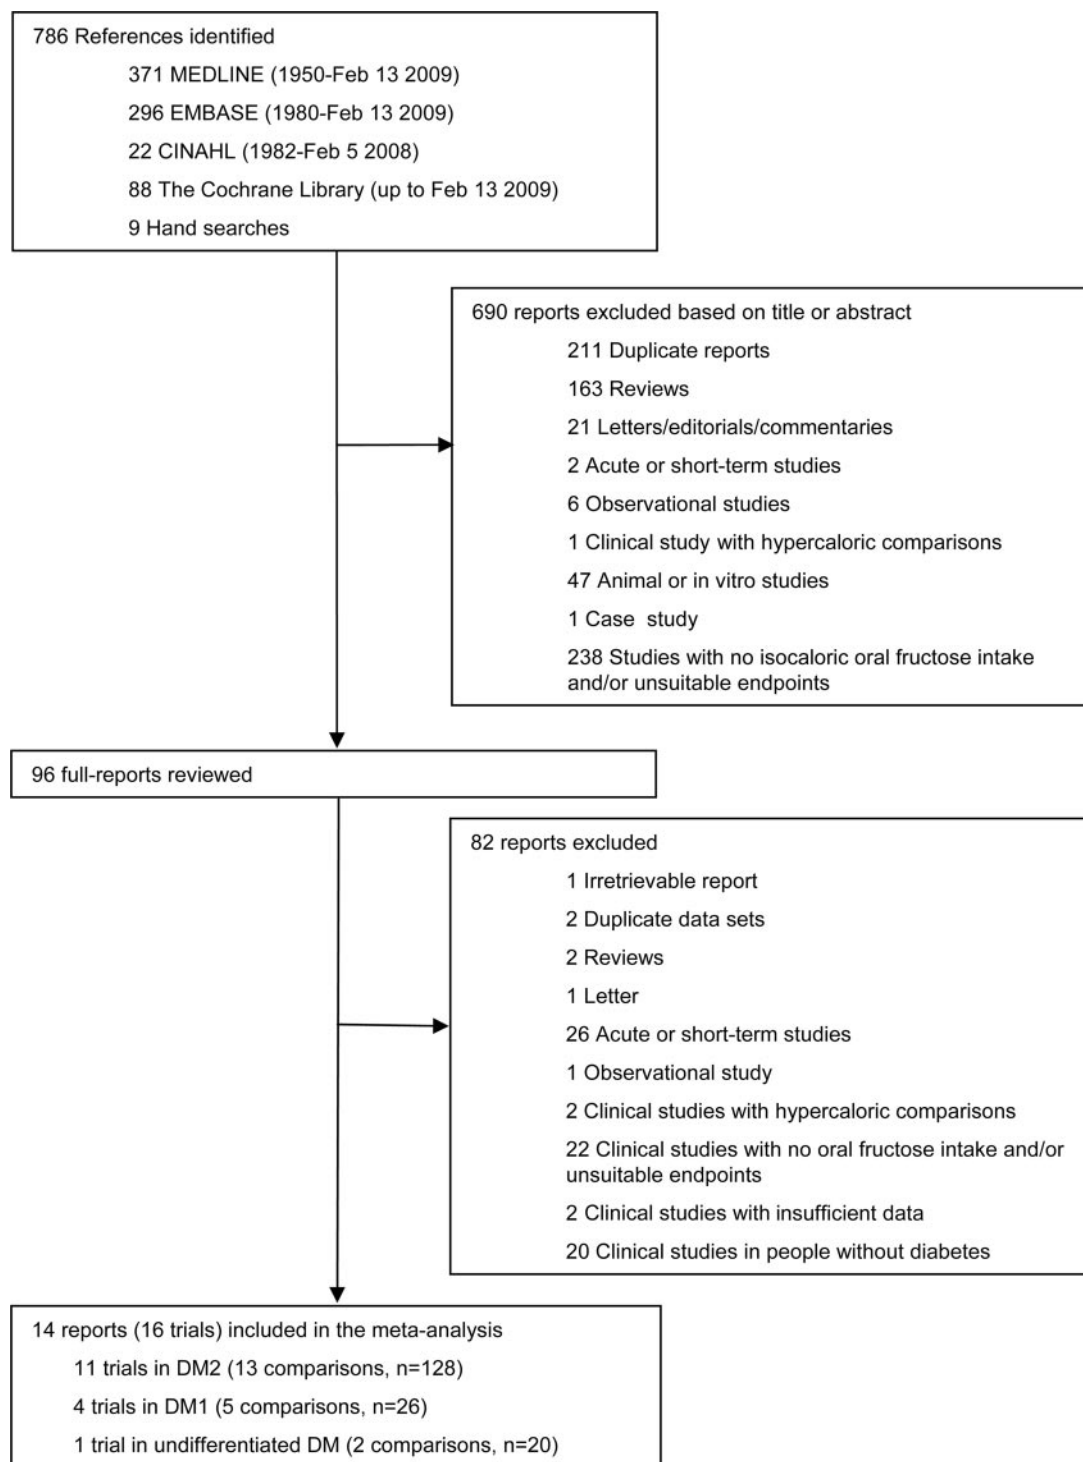 786 References identified
371 MEDLINE (1950-Feb 13 2009)
296 EMBASE (1980-Feb 13 2009)
22 CINAHL (1982-Feb 5 2008)
88 The Cochrane Library (up to Feb 13 2009)
9 Hand searches
690 reports excluded based on title or abstract
211 Duplicate reports
163 Reviews
21 Letters/editorials/commentaries
2 Acute or short-term studies
6 Observational studies
1 Clinical study with hypercaloric comparisons
47 Animal or in vitro studies
1 Case study
238 Studies with no isocaloric oral fructose intake
and/or unsuitable endpoints
96 full-reports reviewed
82 reports excluded
1 Irretrievable report
2 Duplicate data sets
2 Reviews
1 Letter
26 Acute or short-term studies
1 Observational study
2 Clinical studies with hypercaloric comparisons
22 Clinical studies with no oral fructose intake and/or
unsuitable endpoints
2 Clinical studies with insufficient data
20 Clinical studies in people without diabetes
14 reports (16 trials) included in the meta-analysis
11 trials in DM2 (13 comparisons, n=128)
4 trials in DM1 (5 comparisons, n=26)
1 trial in undifferentiated DM (2 comparisons, n=20)